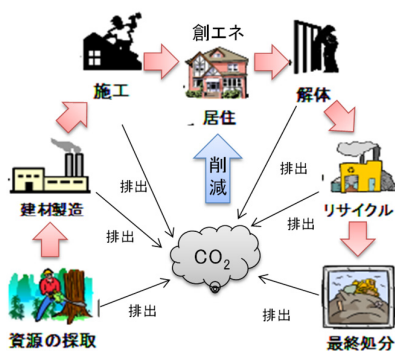 創エネ
施工
居住
解体
削減
排出
排出
建材製造
リサイクル
排出
排出
CO2
排出
排出
資源の採取
最終処分